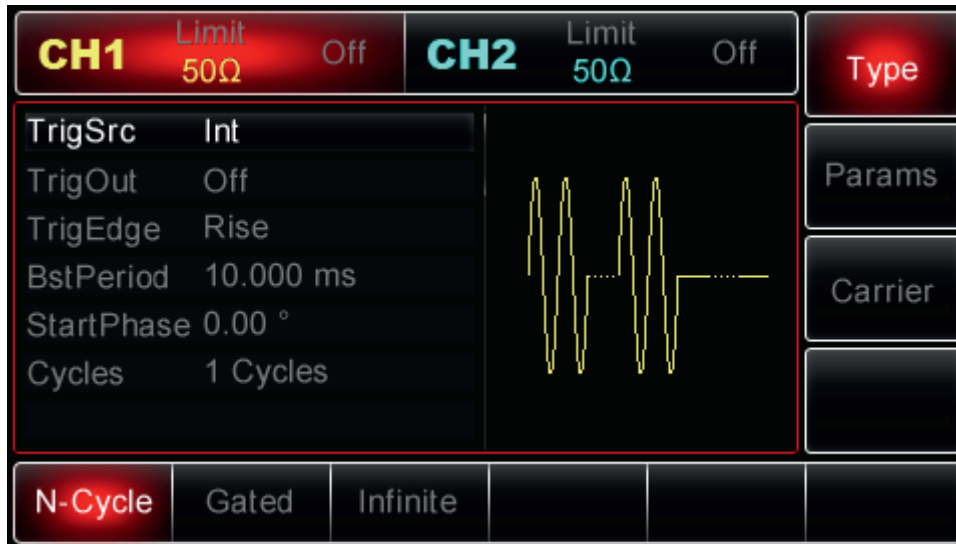 CH1 Limit 50Ω Off
CH2 Limit 50Ω Off
Type
TrigSrc Int
TrigOut Off
TrigEdge Rise
BstPeriod 10.000 ms
StartPhase 0.00 °
Cycles 1 Cycles
Params
Carrier
N-Cycle
Gated
Infinite